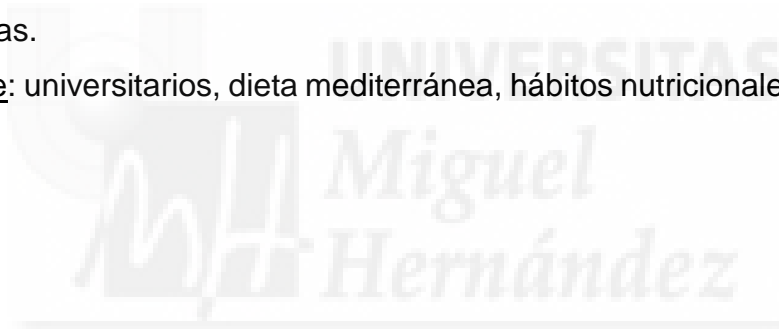 as.
e: universitarios, dieta mediterránea, hábitos nutricionale
UNIVERSITAS
Miguel
Hernández